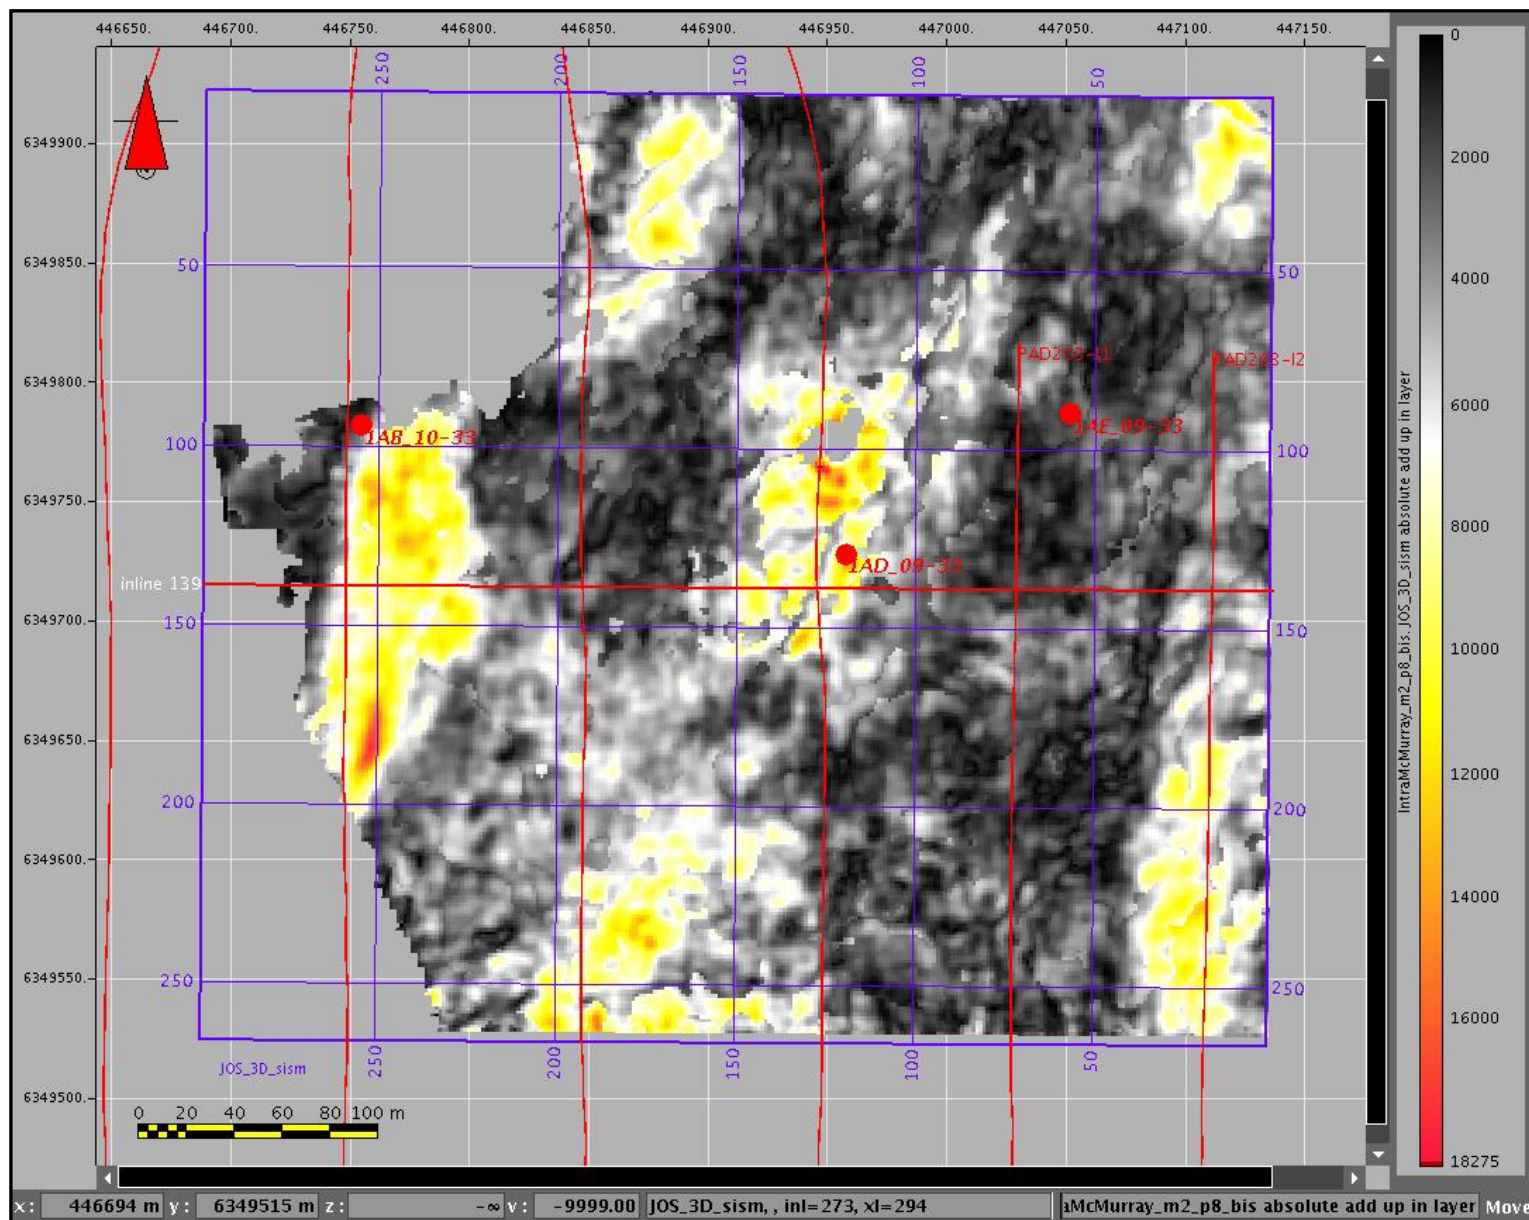 446650. 446700. 446750. 446800. 446850. 446900. 446950. 447000. 447050. 447100. 447150.
0
250 200 150 100 50
6349900.
2000
6349850.
50 50
4000
6349800.
PAD203-I1 PAD203-I2
6000
1AB_10-33 1AE_09-33
100 100
6349750.
8000
1AD_09-33
inline 139
6349700.
150 150
10000
6349650.
12000
200 200
6349600.
14000
6349550.
250 250
16000
250 200 150 100 50
JOS_3D_sism
6349500.
0 20 40 60 80 100 m
18275
IntraMcMurray_m2_p8_bis. JOS_3D_sism absolute add up in layer
x: 446694 m y: 6349515 m z: -∞ v: -9999.00 JOS_3D_sism, , inl=273, xl=294 McMurray_m2_p8_bis absolute add up in layer Move